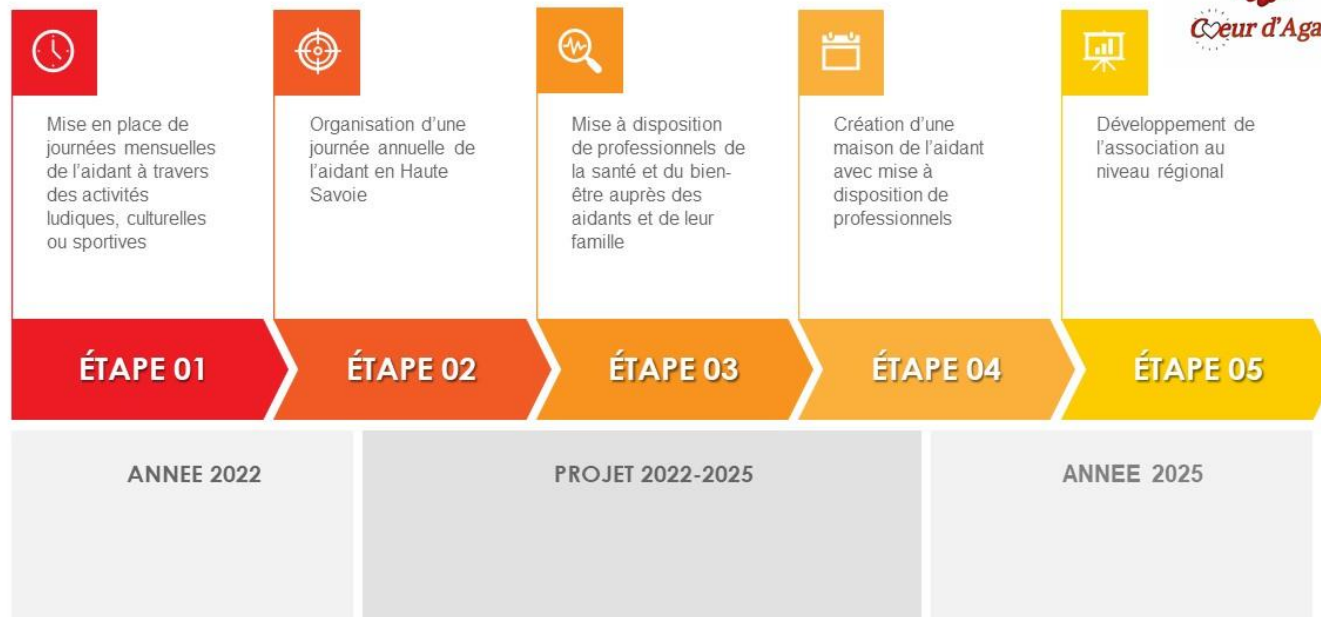 Cœur d'Aga
Mise en place de
journées mensuelles
de l'aidant à travers
des activités
ludiques, culturelles
ou sportives
Organisation d'une
journée annuelle de
l'aidant en Haute
Savoie
Mise à disposition
de professionnels de
la santé et du bien-
être auprès des
aidants et de leur
famille
Création d'une
maison de l'aidant
avec mise à
disposition de
professionnels
Développement de
l'association au
niveau régional
ÉTAPE 01
ÉTAPE 02
ÉTAPE 03
ÉTAPE 04
ÉTAPE 05
ANNEE 2022
PROJET 2022-2025
ANNEE 2025